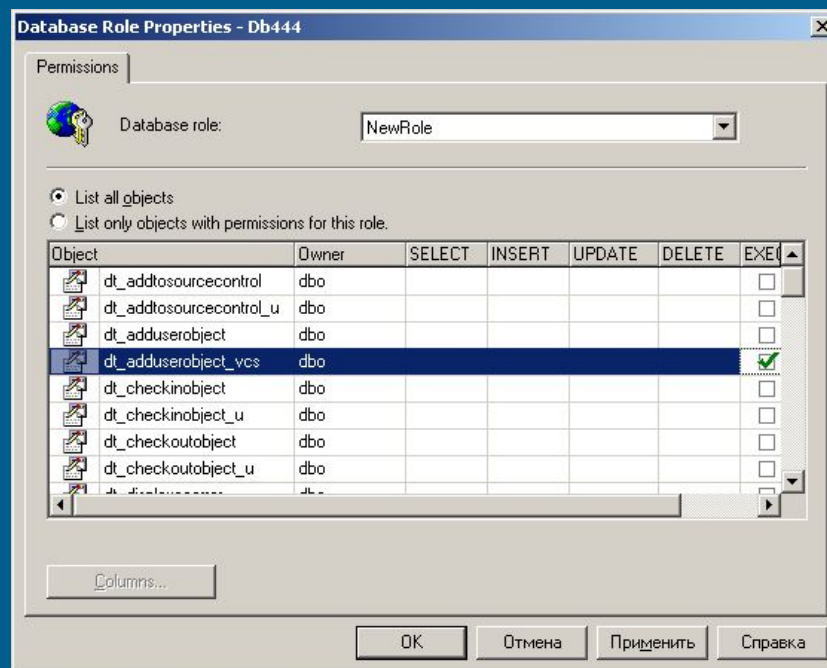 Database Role Properties - Db444
Permissions
Database role: NewRole
List all objects
List only objects with permissions for this role.
Object Owner SELECT INSERT UPDATE DELETE EXEC
dt_addtosourcecontrol dbo
dt_addtosourcecontrol_u dbo
dt_adduserobject dbo
dt_adduserobject_vcs dbo
dt_checkinobject dbo
dt_checkinobject_u dbo
dt_checkoutobject dbo
dt_checkoutobject_u dbo
Columns...
OK Отмена Применить Справка